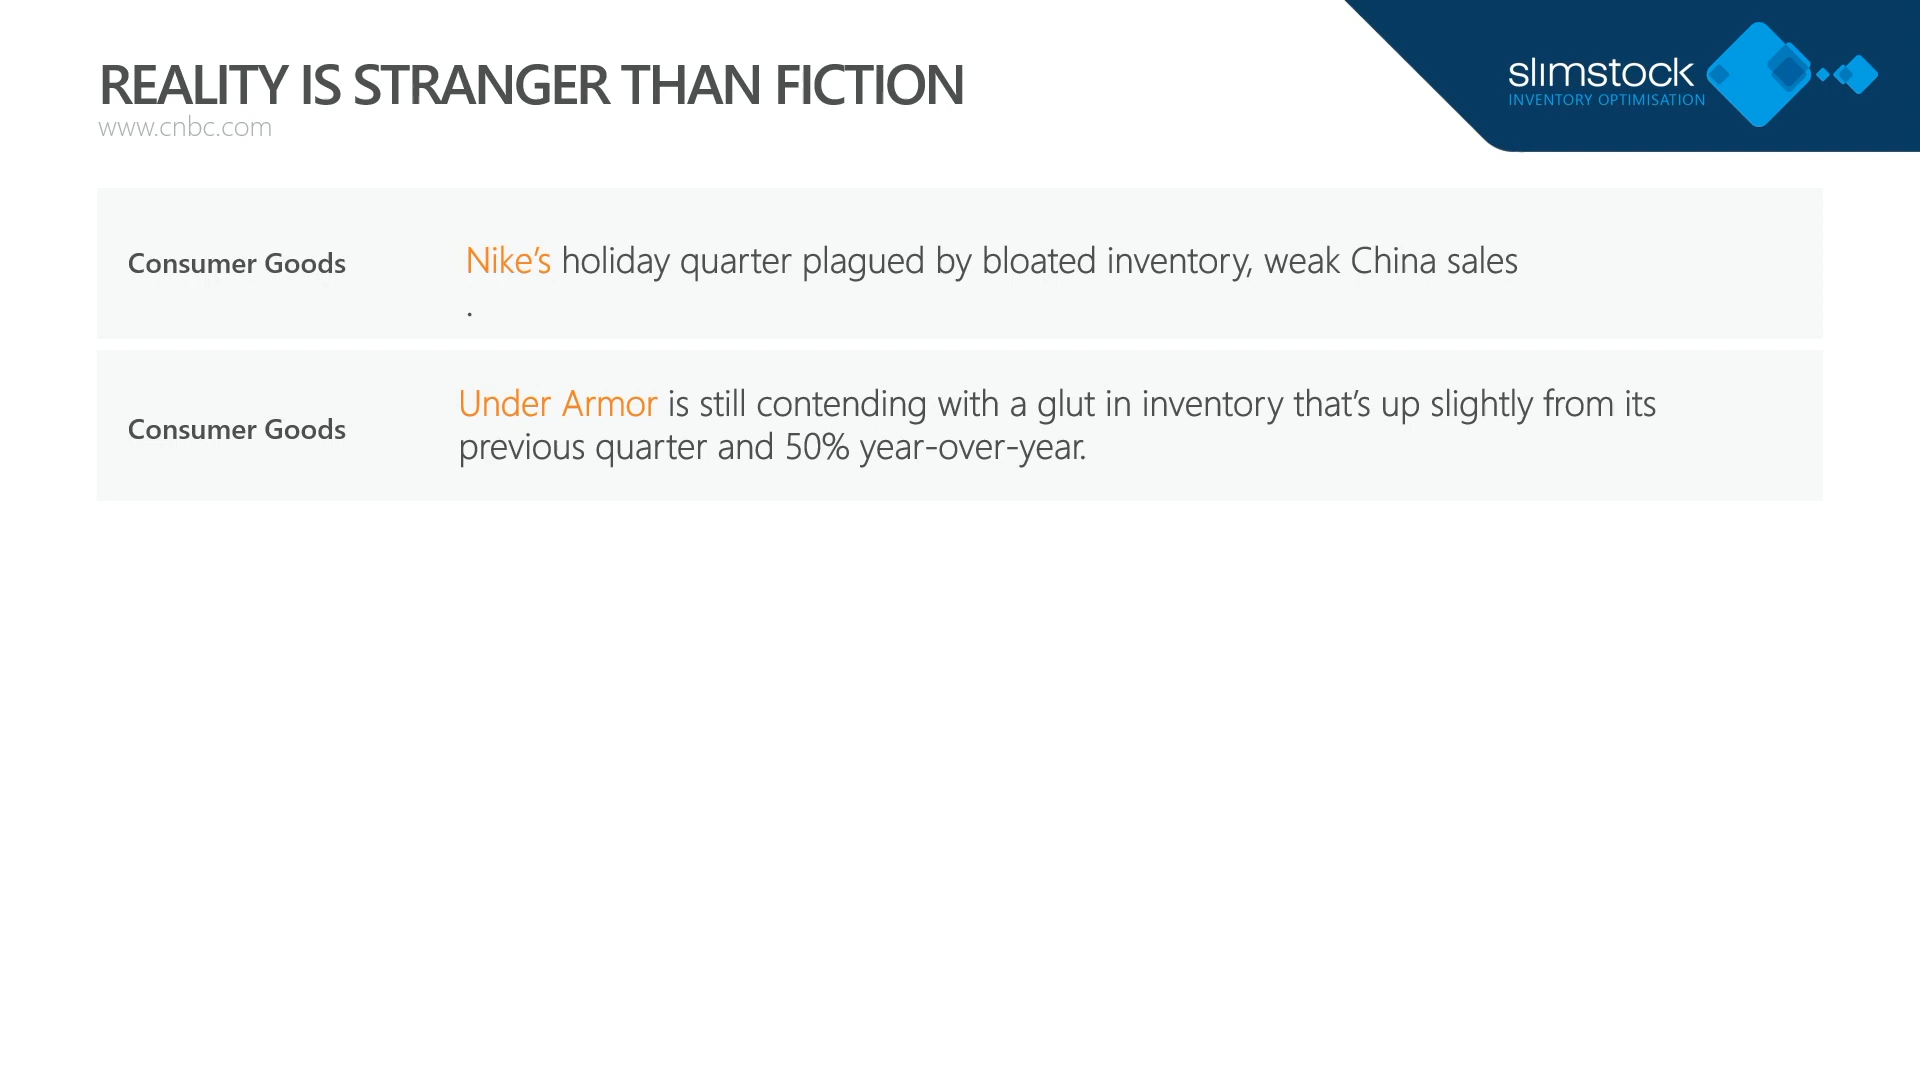 REALITY IS STRANGER THAN FICTION
www.cnbc.com
slimstock
INVENTORY OPTIMISATION
Consumer Goods
Nike’s holiday quarter plagued by bloated inventory, weak China sales
.
Consumer Goods
Under Armor is still contending with a glut in inventory that’s up slightly from its
previous quarter and 50% year-over-year.